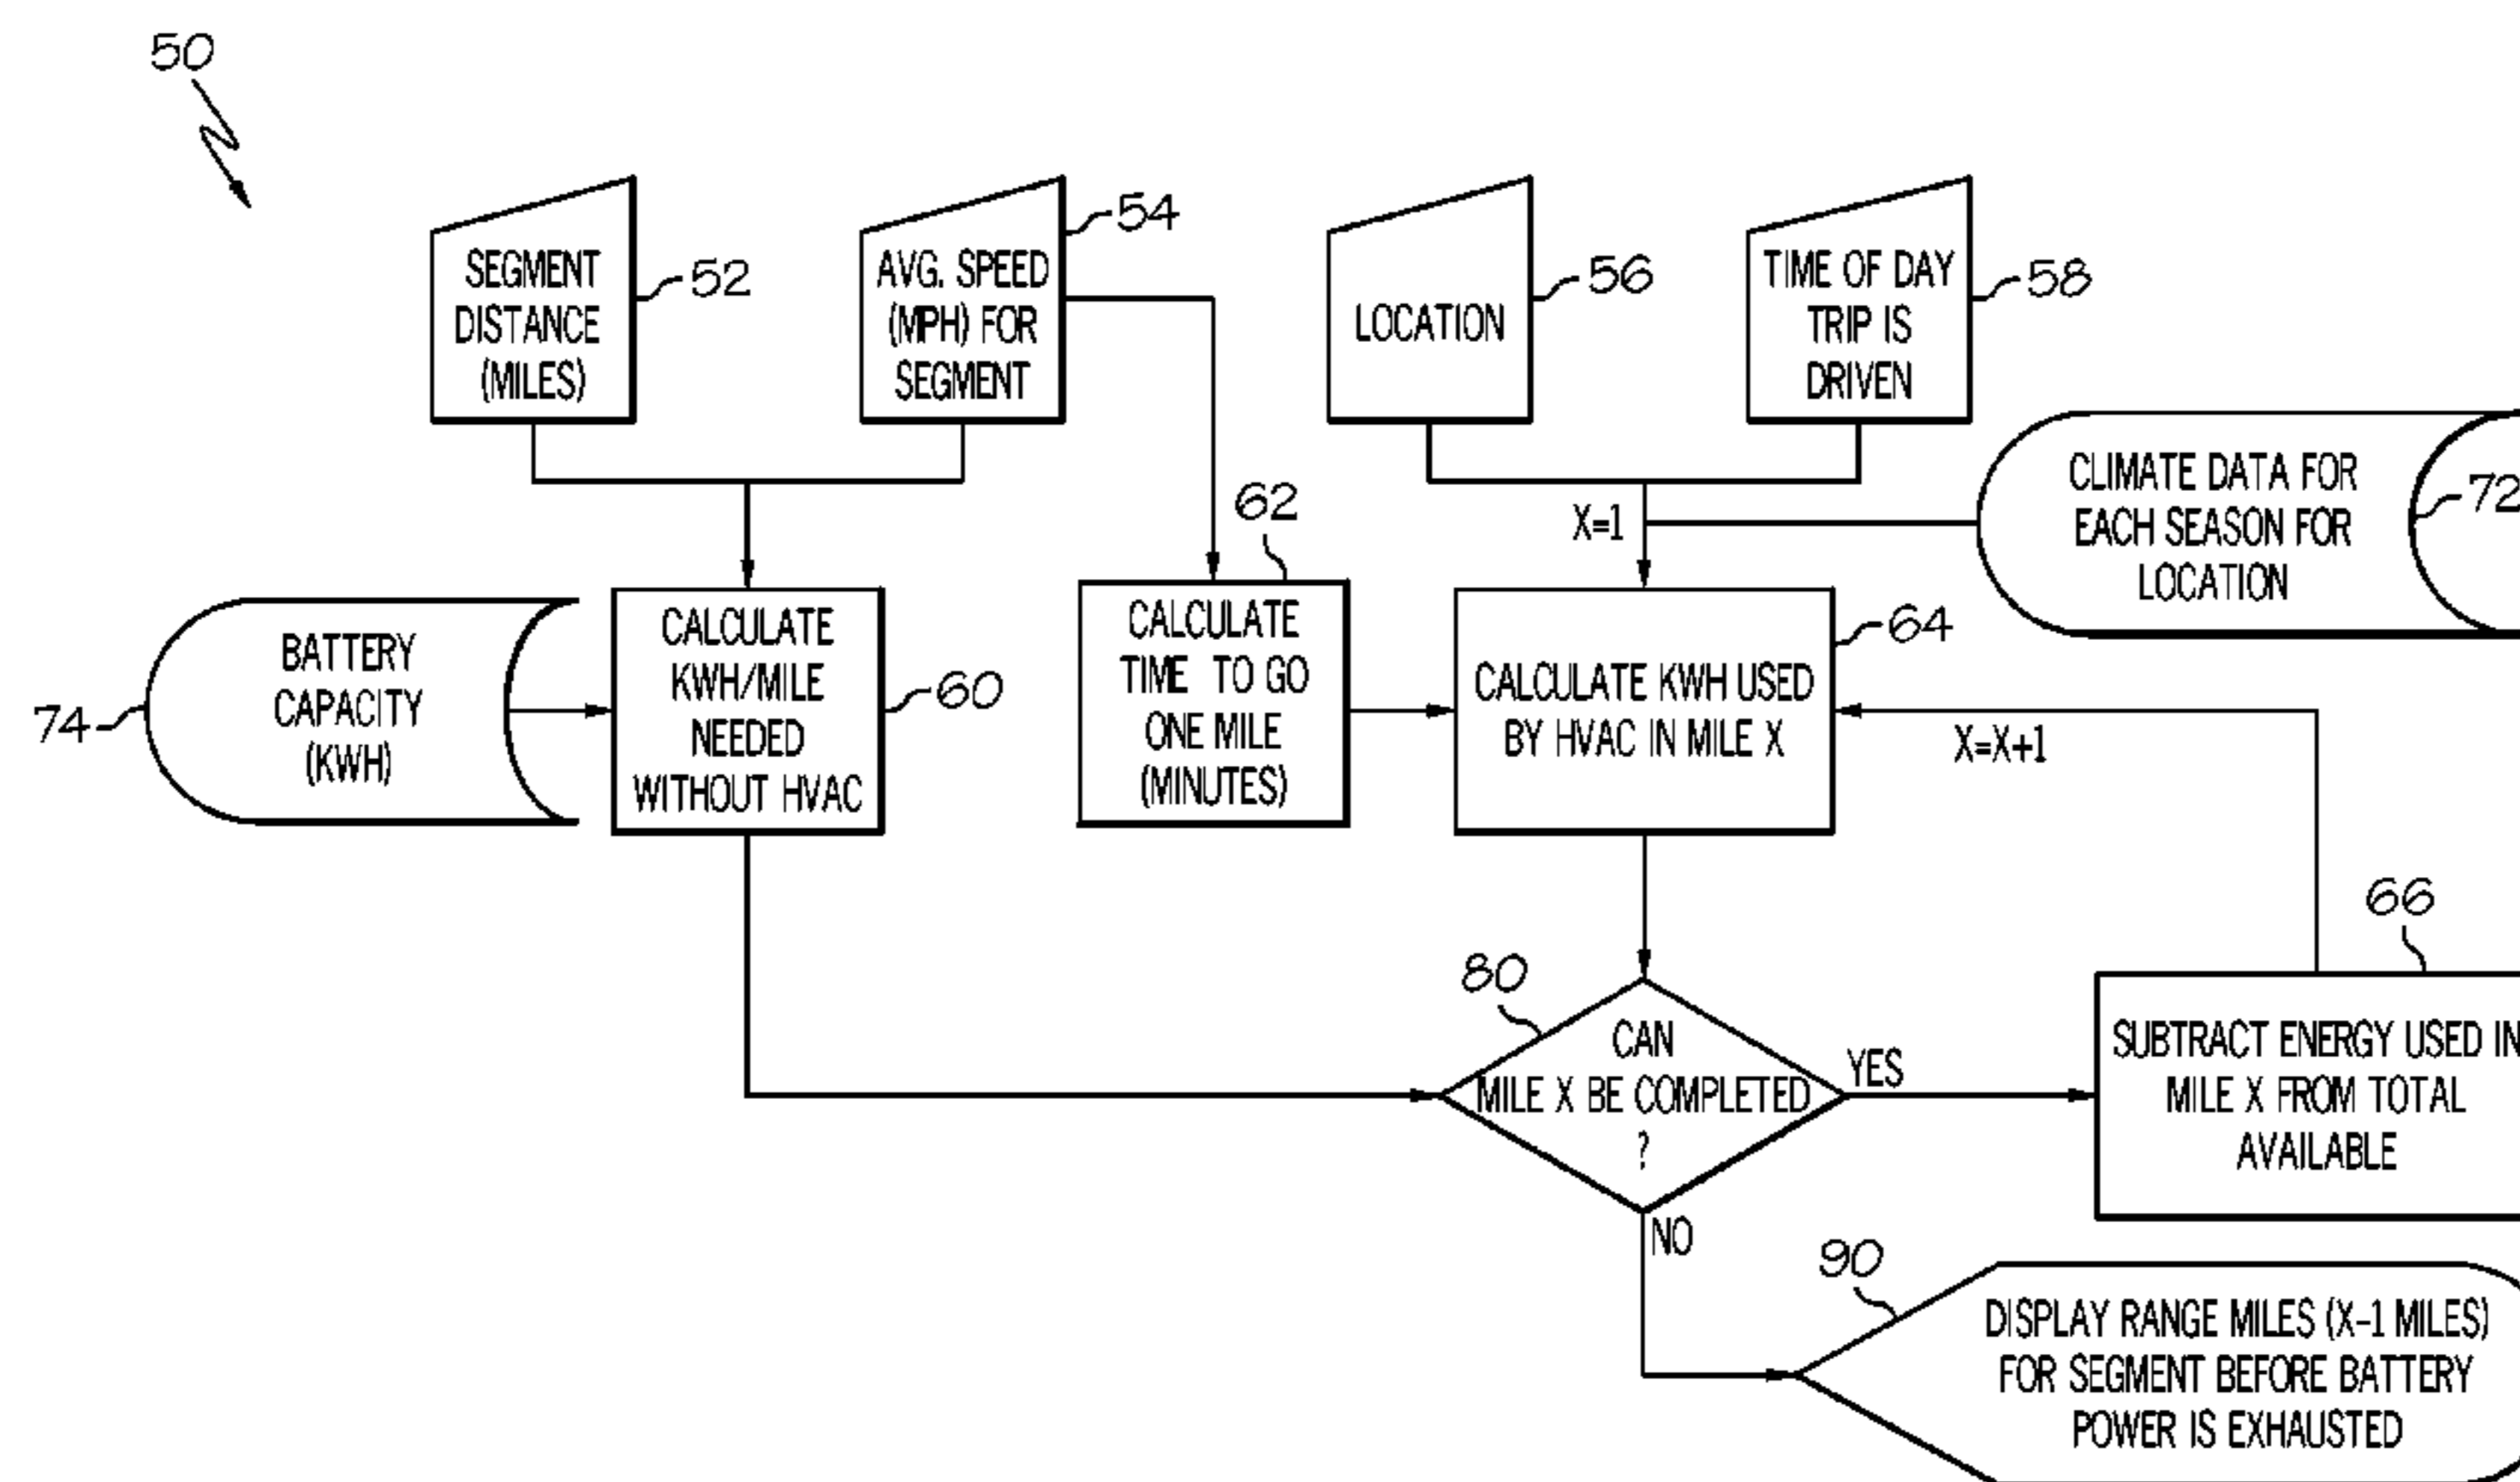 50
SEGMENT
DISTANCE
(MILES)
52
AVG. SPEED
(MPH) FOR
SEGMENT
54
LOCATION
56
TIME OF DAY
TRIP IS
DRIVEN
58
CLIMATE DATA FOR
EACH SEASON FOR
LOCATION
72
X=1
BATTERY
CAPACITY
(KWH)
74
CALCULATE
KWH/MILE
NEEDED
WITHOUT HVAC
60
62
CALCULATE
TIME TO GO
ONE MILE
(MINUTES)
CALCULATE KWH USED
BY HVAC IN MILE X
64
X=X+1
66
SUBTRACT ENERGY USED IN
MILE X FROM TOTAL
AVAILABLE
80
CAN
MILE X BE COMPLETED
?
YES
NO
90
DISPLAY RANGE MILES (X-1 MILES)
FOR SEGMENT BEFORE BATTERY
POWER IS EXHAUSTED